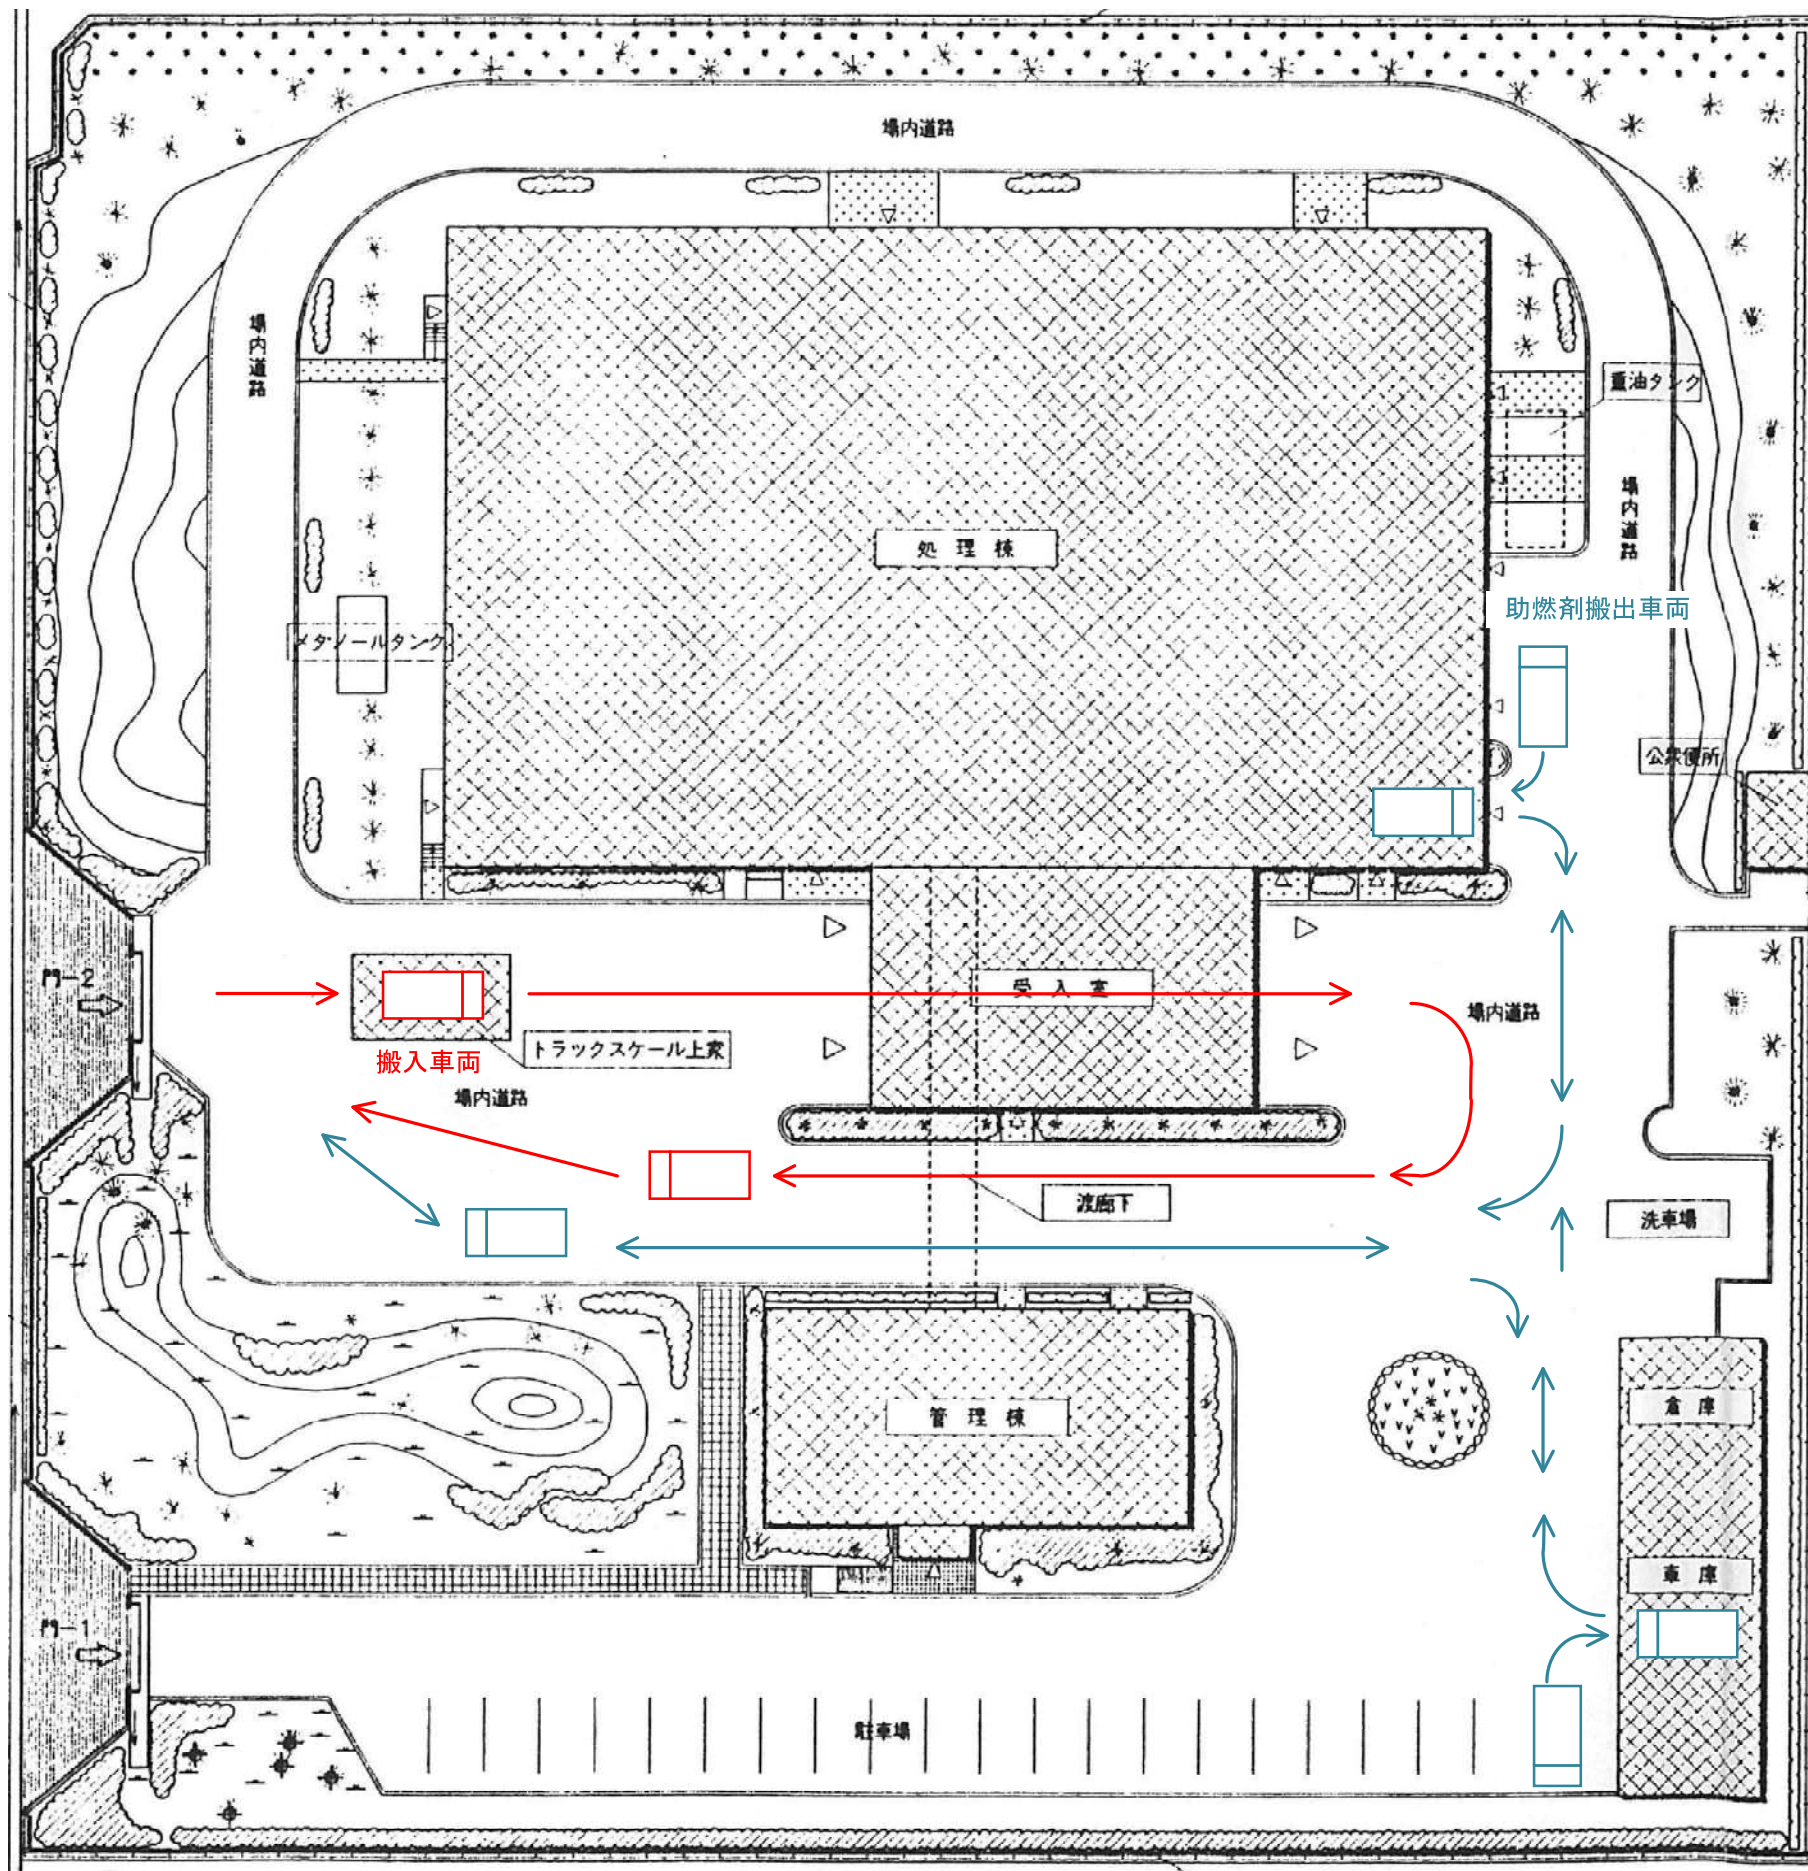 場内道路
場内道路
重油タンク
場内道路
処理棟
助燃剤搬出車両
メタノールタンク
公衆便所
門-2
受入室
場内道路
トラックスケール上家
搬入車両
場内道路
渡廊下
洗車場
管理棟
倉庫
車庫
門-1
駐車場